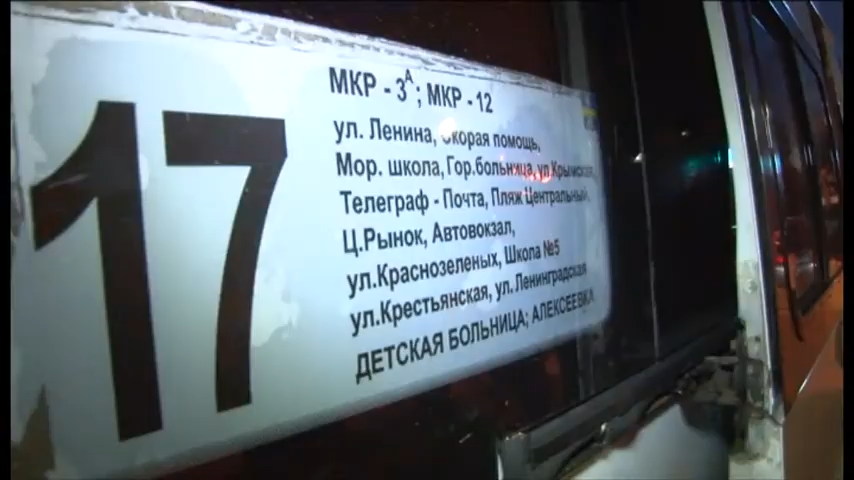 17
МКР - 3А; МКР - 12
ул. Ленина, Скорая помощь,
Мор. школа, Гор.больница, ул.Крымская,
Телеграф - Почта, Пляж Центральный,
Ц.Рынок, Автовокзал,
ул.Краснозеленых, Школа №5
ул.Крестьянская, ул.Ленинградская
ДЕТСКАЯ БОЛЬНИЦА; АЛЕКСЕЕВКА